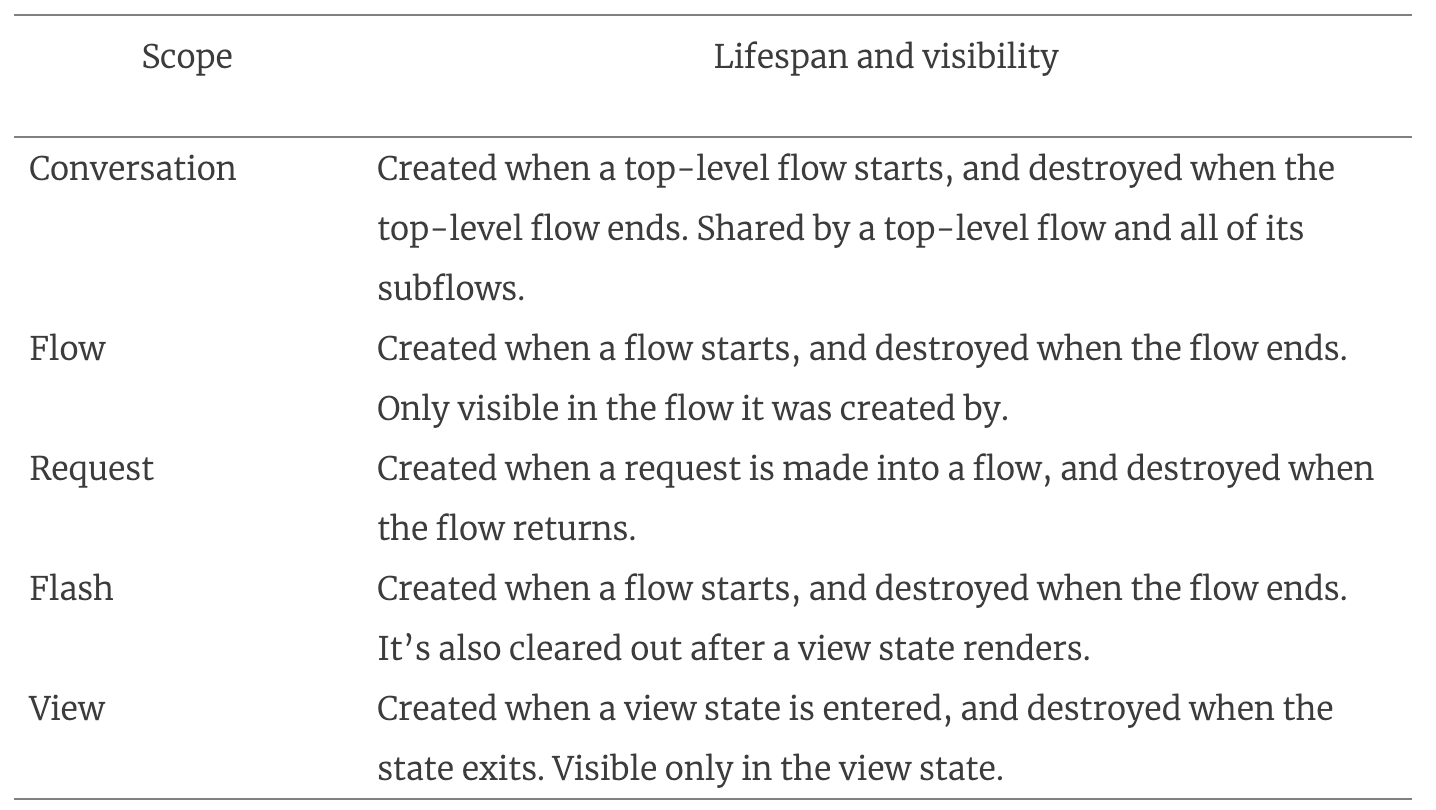 Scope Lifespan and visibility
Conversation Created when a top-level flow starts, and destroyed when the
top-level flow ends. Shared by a top-level flow and all of its
subflows.
Flow Created when a flow starts, and destroyed when the flow ends.
Only visible in the flow it was created by.
Request Created when a request is made into a flow, and destroyed when
the flow returns.
Flash Created when a flow starts, and destroyed when the flow ends.
It’s also cleared out after a view state renders.
View Created when a view state is entered, and destroyed when the
state exits. Visible only in the view state.